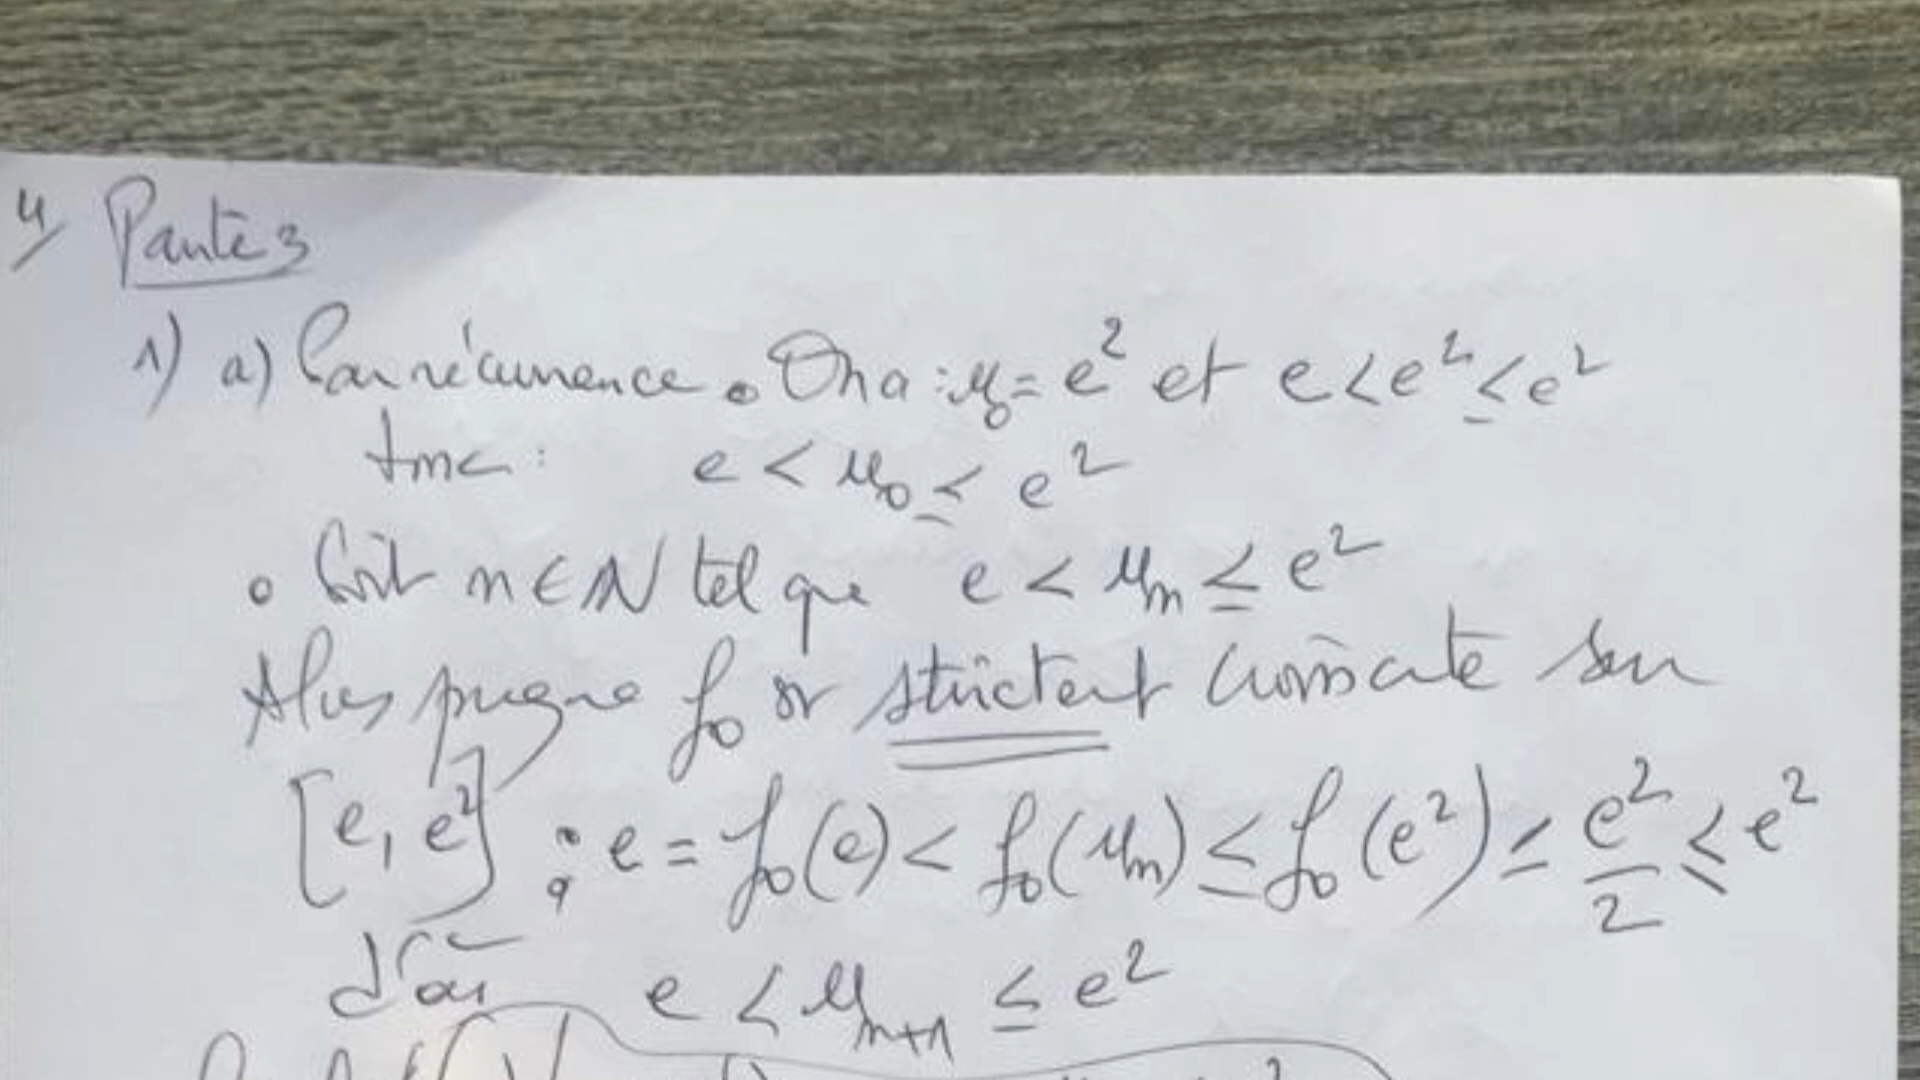 4/ Partie 3
1) a) Par récurrence. On a : u₀ = e² et e < e² ≤ e²
donc : e < u₀ ≤ e²
• Soit n ∈ ℕ tel que e < uₙ ≤ e²
Alors puisque f₀ est strictent croissante sur
[e, e²] : e = f₀(e) < f₀(uₙ) ≤ f₀(e²) = e²/2 ≤ e²
d'où e < uₙ₊₁ ≤ e²